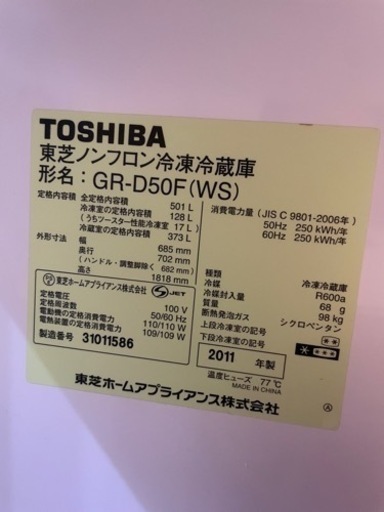 TOSHIBA
東芝ノンフロン冷凍冷蔵庫
形名：GR-D50F(WS)
定格内容積 全定格内容積 501 L
冷凍室の定格内容積 128 L
(うちツースター性能冷凍室 17 L)
冷蔵室の定格内容積 373 L
外形寸法 幅 685 mm
奥行 702 mm
(ハンドル・調整脚除く 682 mm)
高さ 1818 mm
東芝ホームアプライアンス株式会社 JET
定格電圧 100 V
定格周波数 50/60 Hz
電動機の定格消費電力 110/110 W
電熱装置の定格消費電力 109/109 W
製造番号 31011586
消費電力量 (JIS C 9801-2006年)
50Hz 250 kWh/年
60Hz 250 kWh/年
種類 冷凍冷蔵庫
冷媒 R600a
冷媒封入量 68 g
質量 98 kg
断熱発泡ガス シクロペンタン
上段冷凍室の記号
下段冷凍室の記号
2011 年製
温度ヒューズ 77℃
MADE IN CHINA
東芝ホームアプライアンス株式会社
Ⓐ